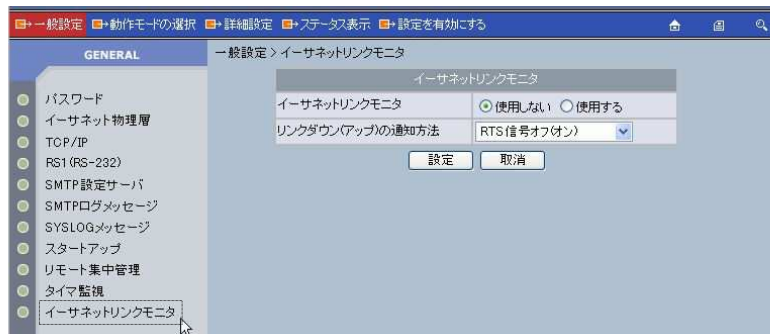 一般設定 動作モードの選択 詳細設定 ステータス表示 設定を有効にする
GENERAL
一般設定 > イーサネットリンクモニタ
パスワード
イーサネット物理層
TCP/IP
RS1(RS-232)
SMTP設定サーバ
SMTPログメッセージ
SYSLOGメッセージ
スタートアップ
リモート集中管理
タイマ監視
イーサネットリンクモニタ
イーサネットリンクモニタ
イーサネットリンクモニタ 使用しない 使用する
リンクダウン(アップ)の通知方法 RTS信号オフ(オン)
設定 取消